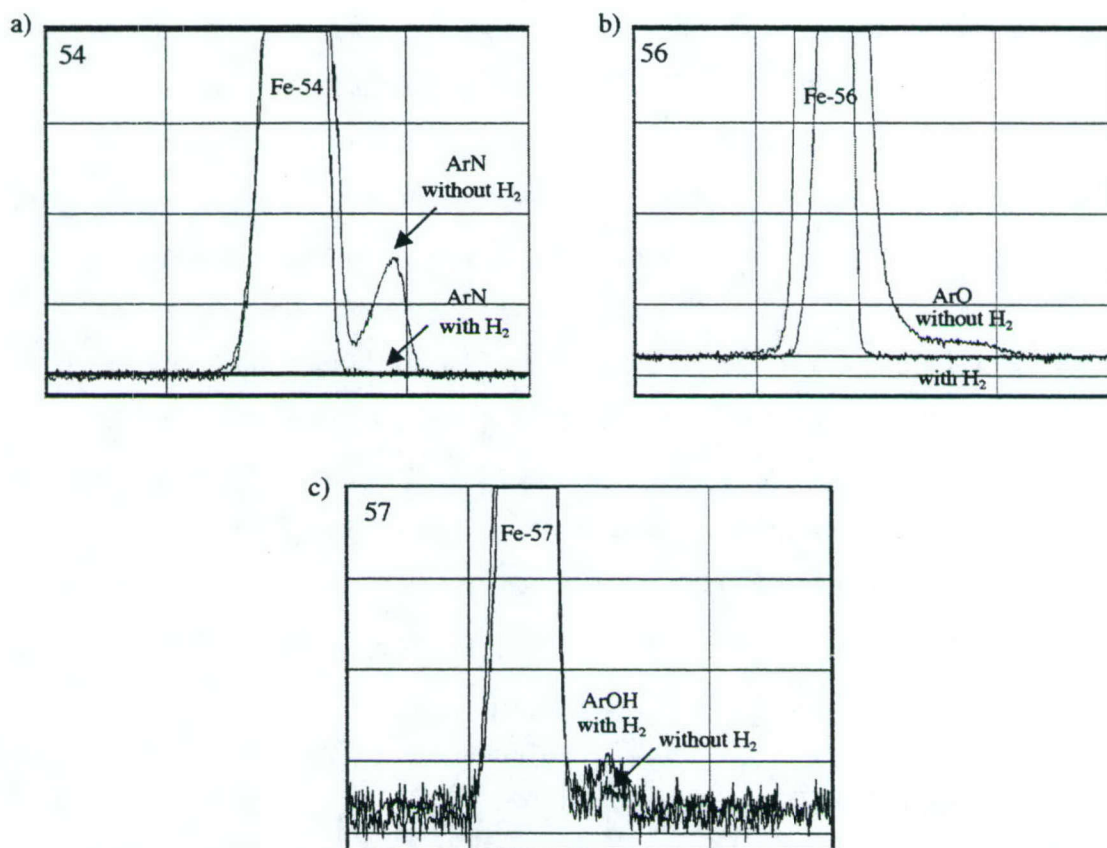 a)
54
Fe-54
ArN
without H₂
ArN
with H₂
b)
56
Fe-56
ArO
without H₂
with H₂
c)
57
Fe-57
ArOH
with H₂
without H₂